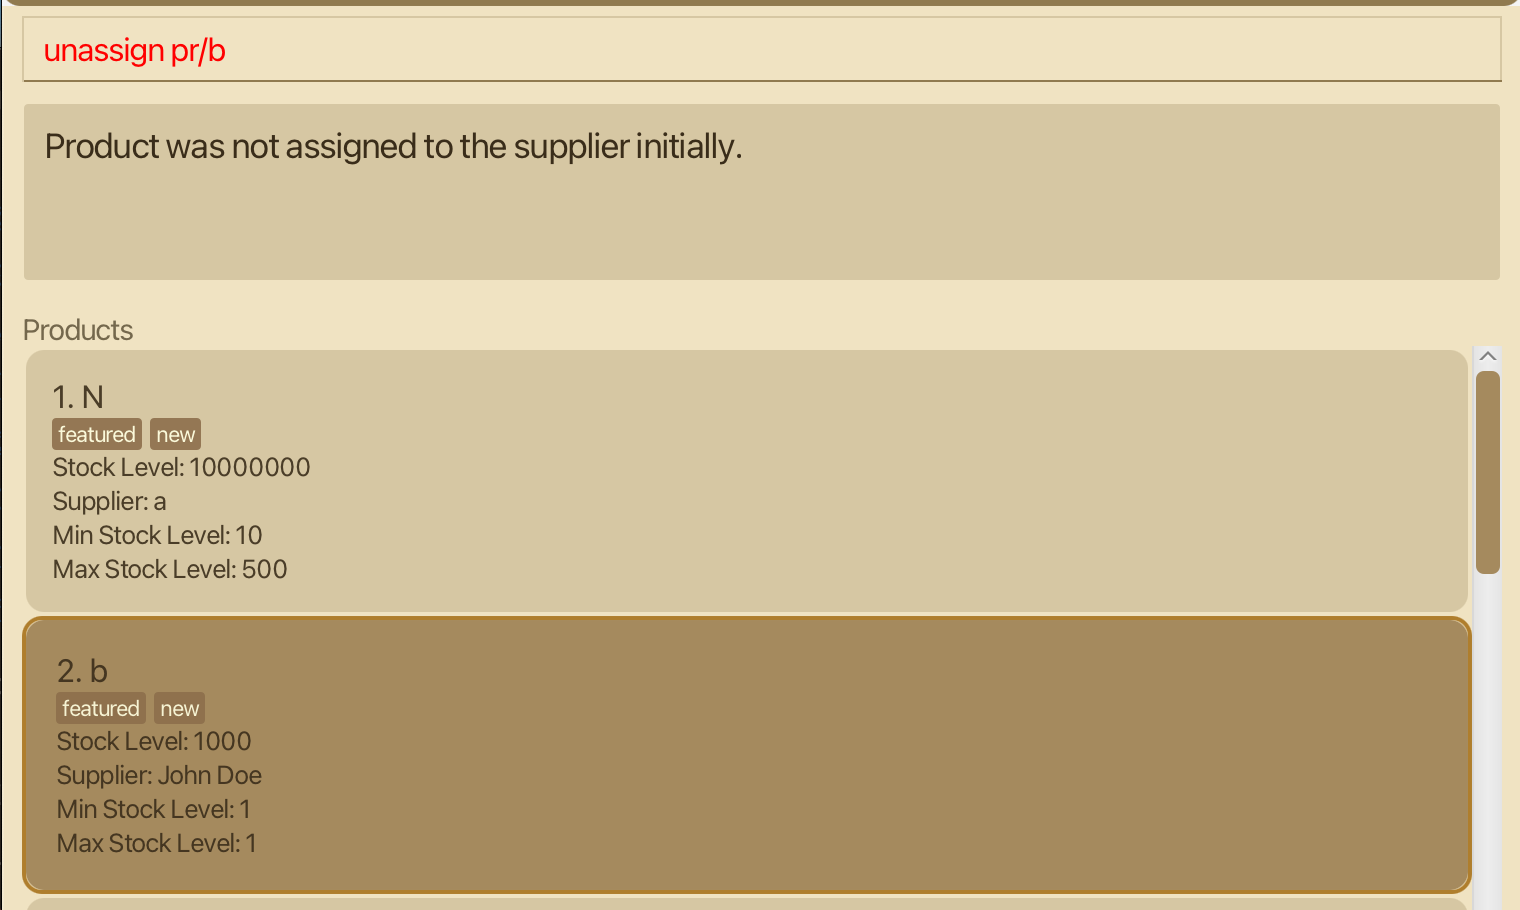 unassign pr/b
Product was not assigned to the supplier initially.
Products
1. N
featured new
Stock Level: 10000000
Supplier: a
Min Stock Level: 10
Max Stock Level: 500
2. b
featured new
Stock Level: 1000
Supplier: John Doe
Min Stock Level: 1
Max Stock Level: 1